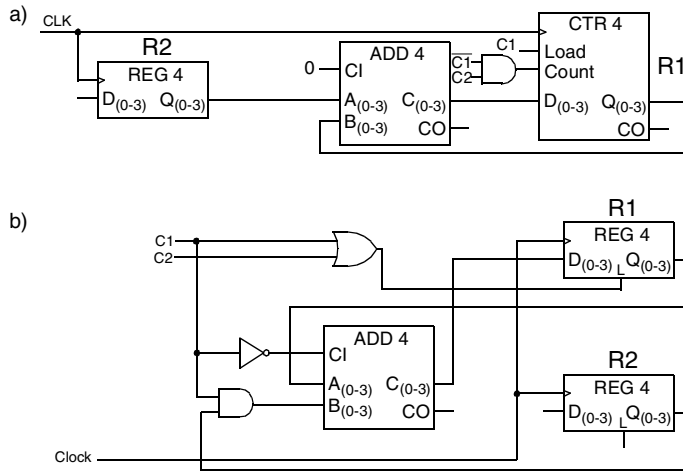 a)
CLK
R2
REG 4
D(0-3) Q(0-3)
0
ADD 4
CI
A(0-3) C(0-3)
B(0-3)
CO
C1
C2
C1
CTR 4
Load
Count
D(0-3) Q(0-3)
CO
R1
b)
C1
C2
R1
REG 4
D(0-3) L Q(0-3)
ADD 4
CI
A(0-3) C(0-3)
B(0-3) CO
R2
REG 4
D(0-3) L Q(0-3)
Clock